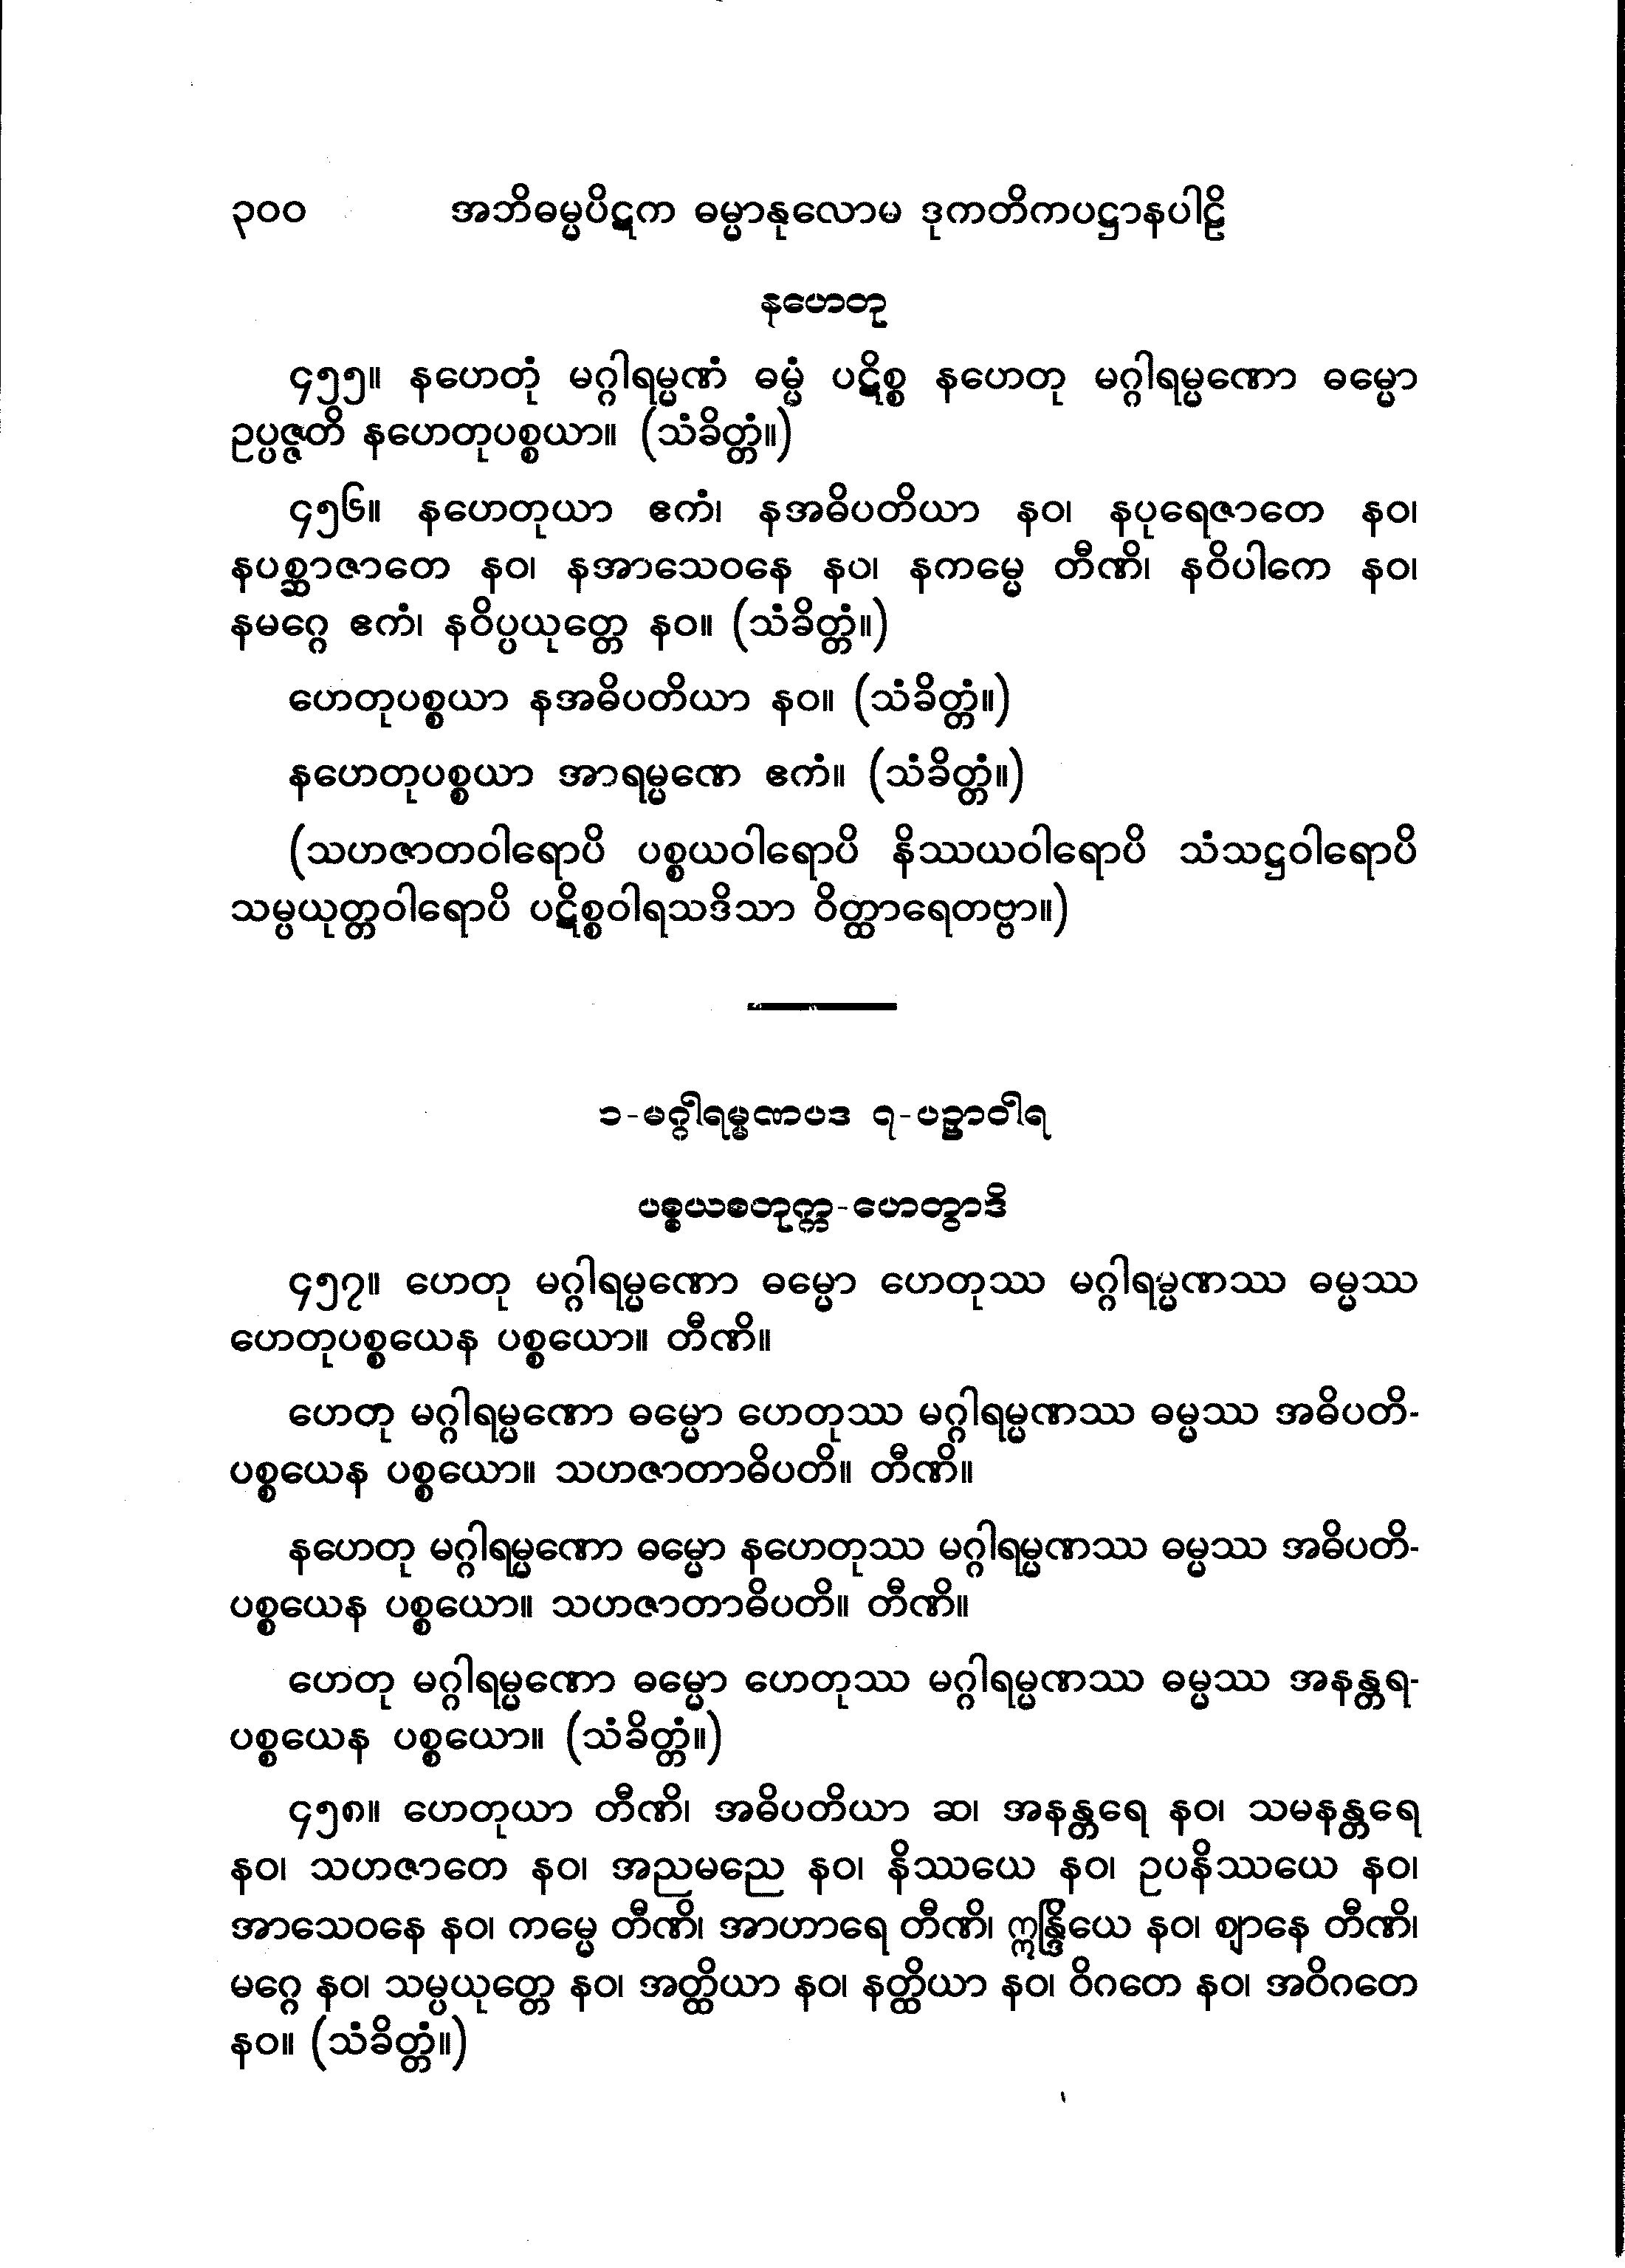 ၃၀၀ အဘိဓမ္မပိဋက ဓမ္မာနုလောမ ဒုကတိကပဋ္ဌာနပါဠိ
နဟေတု
၄၅၅။ နဟေတုံ မဂ္ဂါရမ္မဏံ ဓမ္မံ ပဋိစ္စ နဟေတု မဂ္ဂါရမ္မဏော ဓမ္မော
ဥပ္ပဇ္ဇတိ နဟေတုပစ္စယာ။ (သံခိတ္တံ။)
၄၅၆။ နဟေတုယာ ဧကံ၊ နအဓိပတိယာ နဝ၊ နပုရေဇာတေ နဝ၊
နပစ္ဆာဇာတေ နဝ၊ နအာသေဝနေ နပ၊ နကမ္မေ တီဏိ၊ နဝိပါကေ နဝ၊
နမဂ္ဂေ ဧကံ၊ နဝိပ္ပယုတ္တေ နဝ။ (သံခိတ္တံ။)
ဟေတုပစ္စယာ နအဓိပတိယာ နဝ။ (သံခိတ္တံ။)
နဟေတုပစ္စယာ အာရမ္မဏေ ဧကံ။ (သံခိတ္တံ။)
(သဟဇာတဝါရောပိ ပစ္စယဝါရောပိ နိဿယဝါရောပိ သံသဋ္ဌဝါရောပိ
သမ္ပယုတ္တဝါရောပိ ပဋိစ္စဝါရသဒိသာ ဝိတ္ထာရေတဗ္ဗာ။)
၁-မဂ္ဂါရမ္မဏပဒ ၇-ပဉှာဝါရ
ပစ္စယစတုက္က-ဟေတွာဒိ
၄၅၇။ ဟေတု မဂ္ဂါရမ္မဏော ဓမ္မော ဟေတုဿ မဂ္ဂါရမ္မဏဿ ဓမ္မဿ
ဟေတုပစ္စယေန ပစ္စယော။ တီဏိ။
ဟေတု မဂ္ဂါရမ္မဏော ဓမ္မော ဟေတုဿ မဂ္ဂါရမ္မဏဿ ဓမ္မဿ အဓိပတိ-
ပစ္စယေန ပစ္စယော။ သဟဇာတာဓိပတိ။ တီဏိ။
နဟေတု မဂ္ဂါရမ္မဏော ဓမ္မော နဟေတုဿ မဂ္ဂါရမ္မဏဿ ဓမ္မဿ အဓိပတိ-
ပစ္စယေန ပစ္စယော။ သဟဇာတာဓိပတိ။ တီဏိ။
ဟေတု မဂ္ဂါရမ္မဏော ဓမ္မော ဟေတုဿ မဂ္ဂါရမ္မဏဿ ဓမ္မဿ အနန္တရ-
ပစ္စယေန ပစ္စယော။ (သံခိတ္တံ။)
၄၅၈။ ဟေတုယာ တီဏိ၊ အဓိပတိယာ ဆ၊ အနန္တရေ နဝ၊ သမနန္တရေ
နဝ၊ သဟဇာတေ နဝ၊ အညမညေ နဝ၊ နိဿယေ နဝ၊ ဥပနိဿယေ နဝ၊
အာသေဝနေ နဝ၊ ကမ္မေ တီဏိ၊ အာဟာရေ တီဏိ၊ ဣန္ဒြိယေ နဝ၊ ဈာနေ တီဏိ၊
မဂ္ဂေ နဝ၊ သမ္ပယုတ္တေ နဝ၊ အတ္ထိယာ နဝ၊ နတ္ထိယာ နဝ၊ ဝိဂတေ နဝ၊ အဝိဂတေ
နဝ။ (သံခိတ္တံ။)